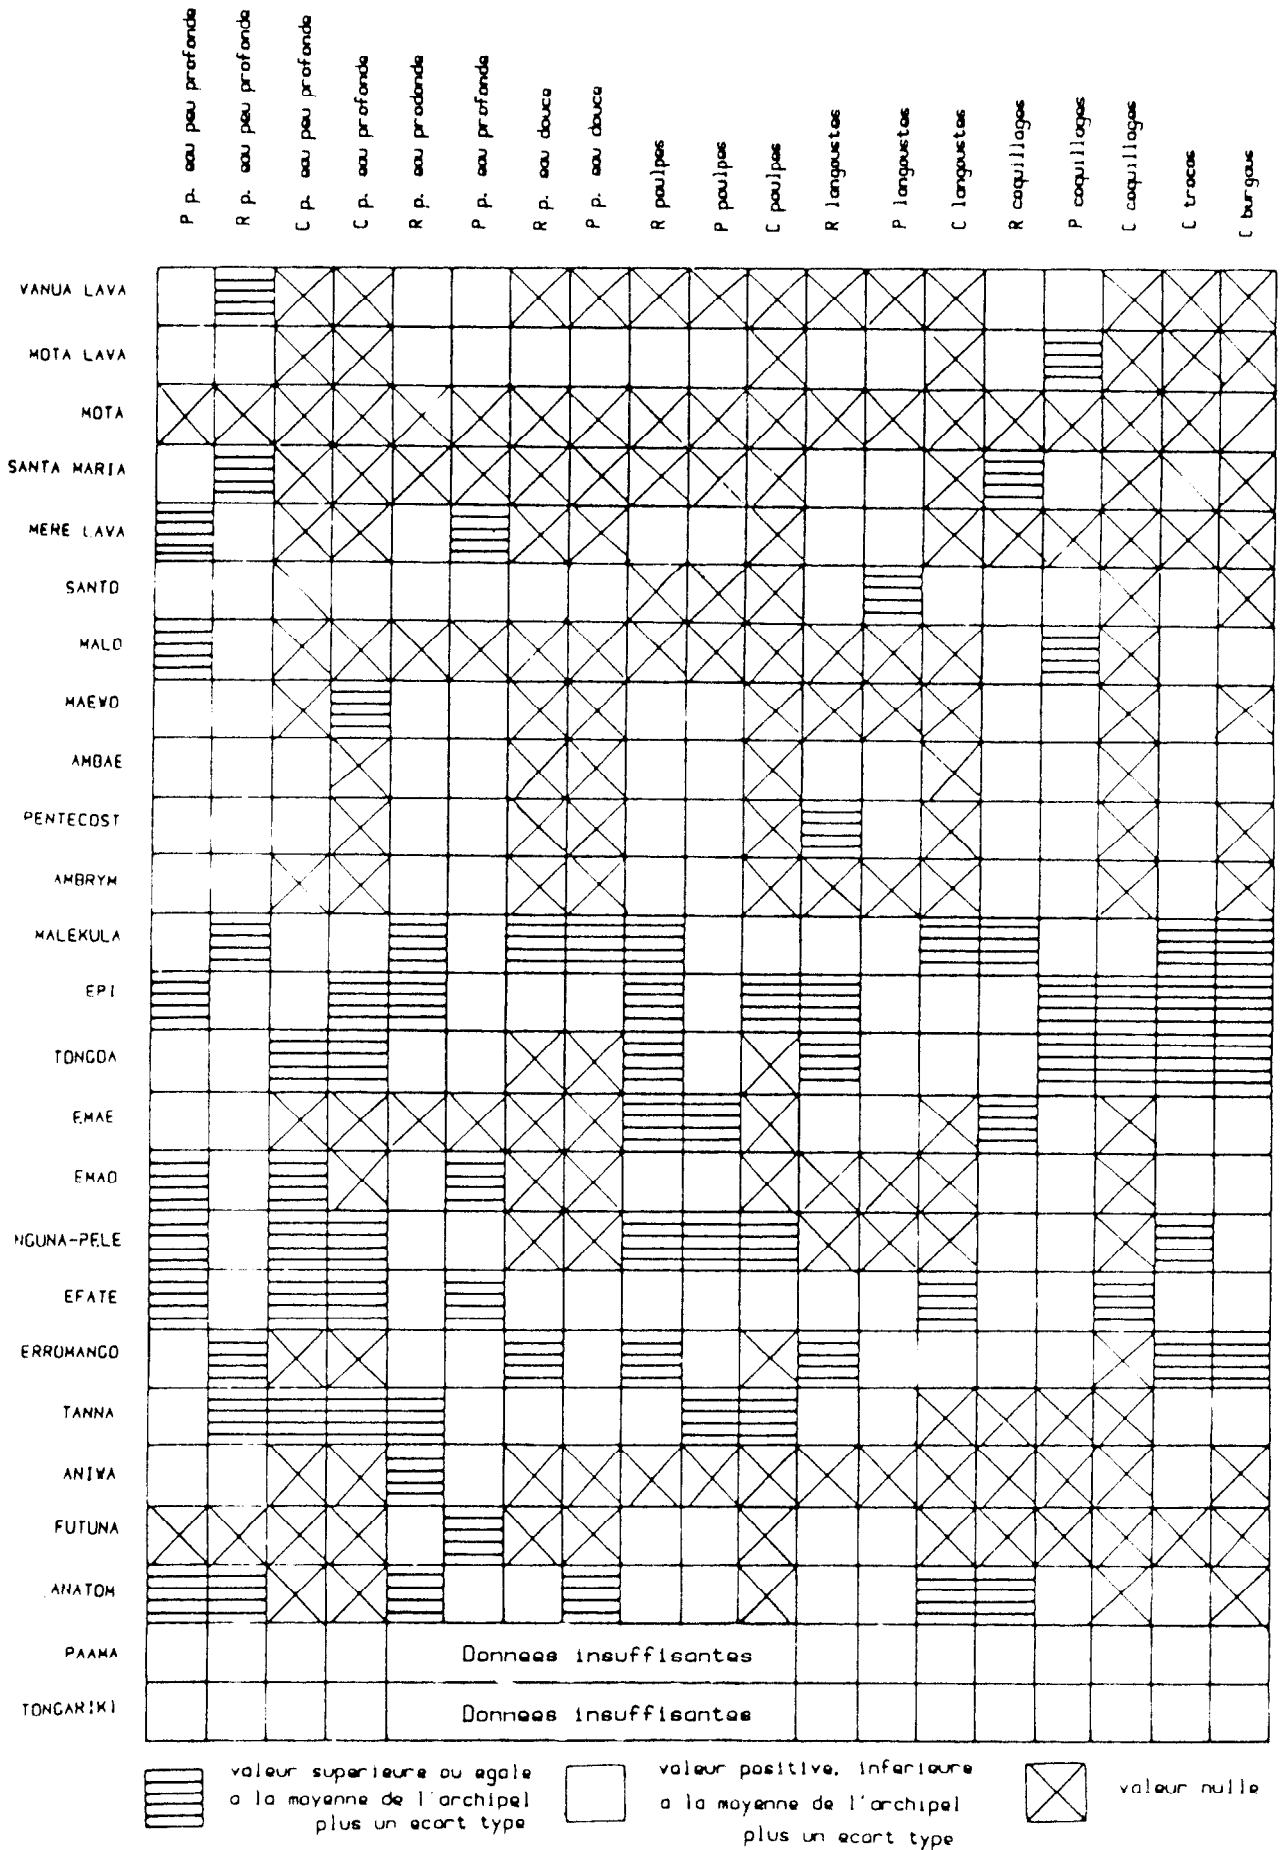 P p. eau peu profonde
R p. eau peu profonde
C p. eau peu profonde
C p. eau profonde
R p. eau prodonde
P p. eau profonde
R p. eau douce
P p. eau douce
R poulpes
P poulpes
C poulpes
R langoustes
P langoustes
C langoustes
R coquillages
P coquillages
C coquillages
C trocas
C burgaus
VANUA LAVA
MOTA LAVA
MOTA
SANTA MARIA
MERE LAVA
SANTO
MALO
MAEWO
AMBAE
PENTECOST
AMBRYM
MALEKULA
EPI
TONGOA
EMAE
EMAO
NGUNA-PELE
EFATE
ERROMANGO
TANNA
ANIWA
FUTUNA
ANATOM
PAAMA Donnees insuffisantes
TONGARIKI Donnees insuffisantes
valeur superieure ou egale
a la moyenne de l'archipel
plus un ecart type
valeur positive, inferieure
a la moyenne de l'archipel
plus un ecart type
valeur nulle